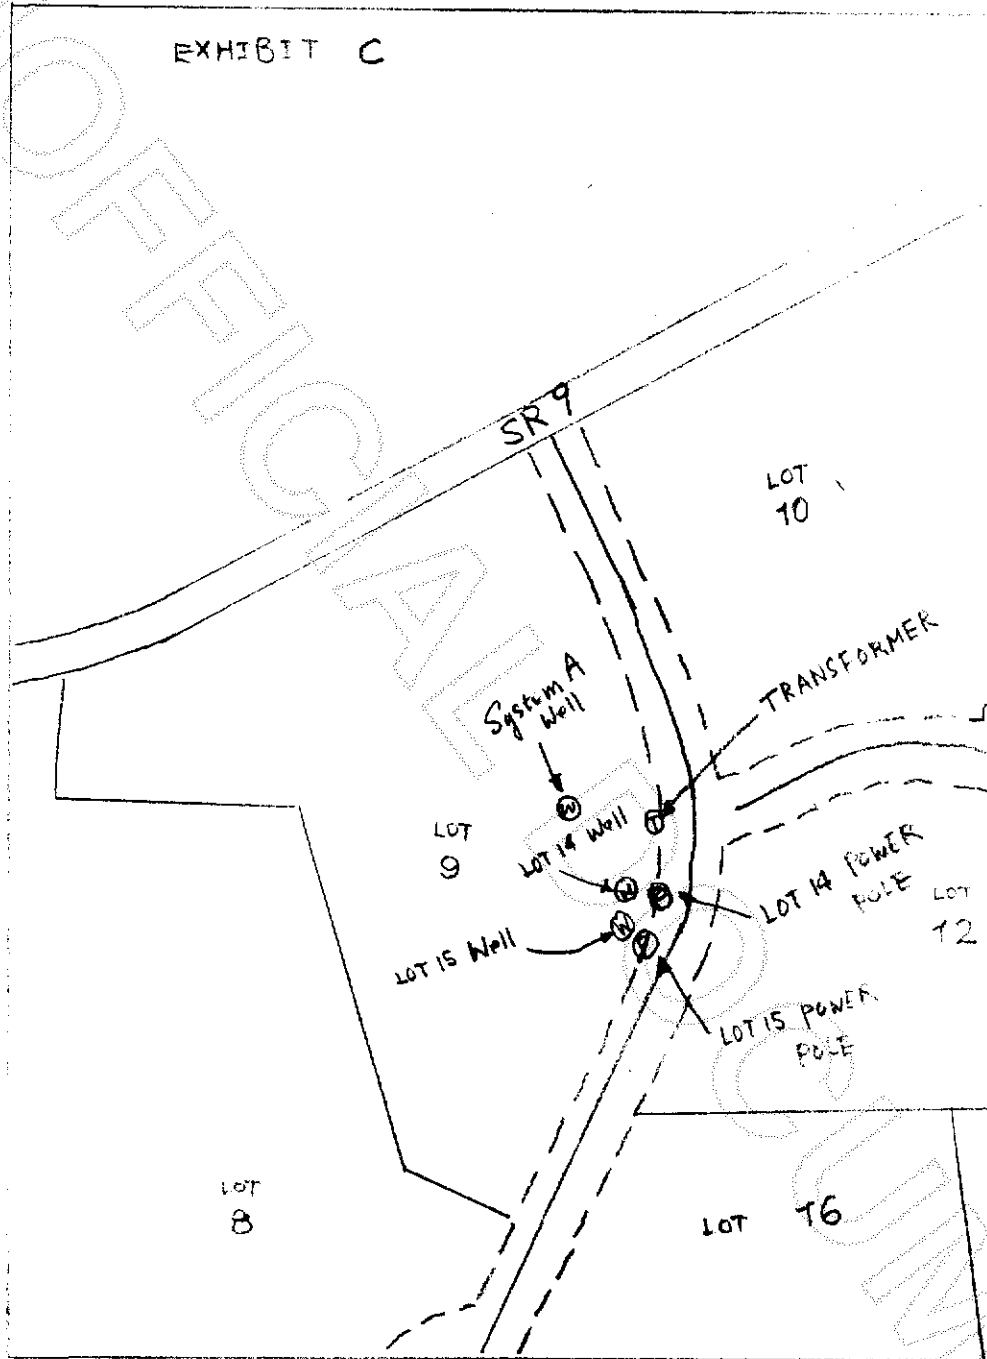 EXHIBIT C
SR 9
LOT
10
TRANSFORMER
System A
Well
W
T
LOT
9
LOT 14 Well
W
P
LOT 14 POWER
POLE
LOT
12
LOT 15 Well
W
P
LOT 15 POWER
POLE
LOT
8
LOT 16
OFFICIAL DOCUM